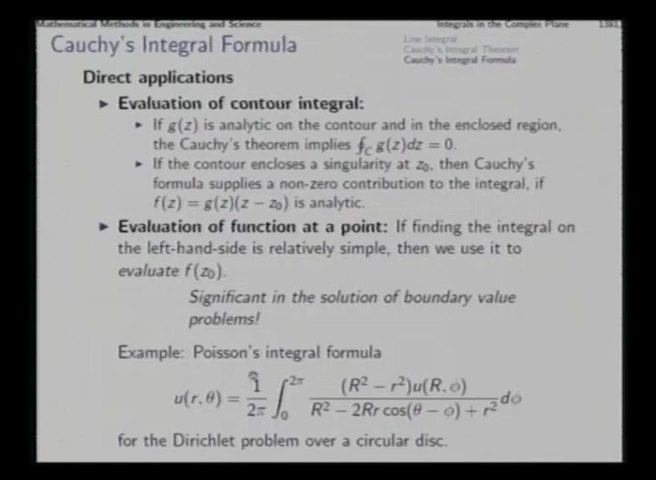 Mathematical Methods in Engineering and Science
Integrals in the Complex Plane
Cauchy's Integral Formula
Line Integral
Cauchy's Integral Theorem
Cauchy's Integral Formula
Direct applications
► Evaluation of contour integral:
► If g(z) is analytic on the contour and in the enclosed region,
the Cauchy's theorem implies ∮_C g(z)dz = 0.
► If the contour encloses a singularity at z₀, then Cauchy's
formula supplies a non-zero contribution to the integral, if
f(z) = g(z)(z − z₀) is analytic.
► Evaluation of function at a point: If finding the integral on
the left-hand-side is relatively simple, then we use it to
evaluate f(z₀).
Significant in the solution of boundary value
problems!
Example: Poisson's integral formula
u(r, θ) = 1/2π ∫₀^2π (R² − r²)u(R, ϕ) / R² − 2Rr cos(θ − ϕ) + r² dϕ
for the Dirichlet problem over a circular disc.